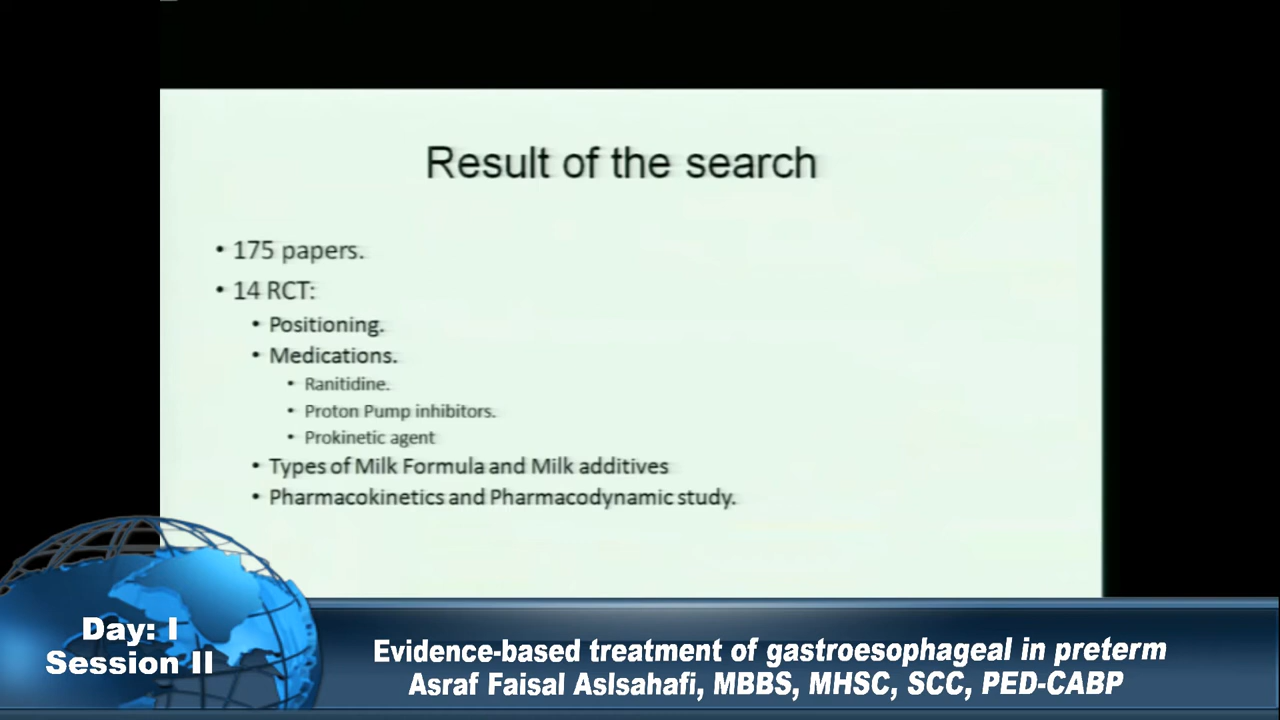 Result of the search
• 175 papers.
• 14 RCT:
• Positioning.
• Medications.
• Ranitidine.
• Proton Pump inhibitors.
• Prokinetic agent
• Types of Milk Formula and Milk additives
• Pharmacokinetics and Pharmacodynamic study.
Day: I
Session II
Evidence-based treatment of gastroesophageal in preterm
Asraf Faisal Aslsahafi, MBBS, MHSC, SCC, PED-CABP